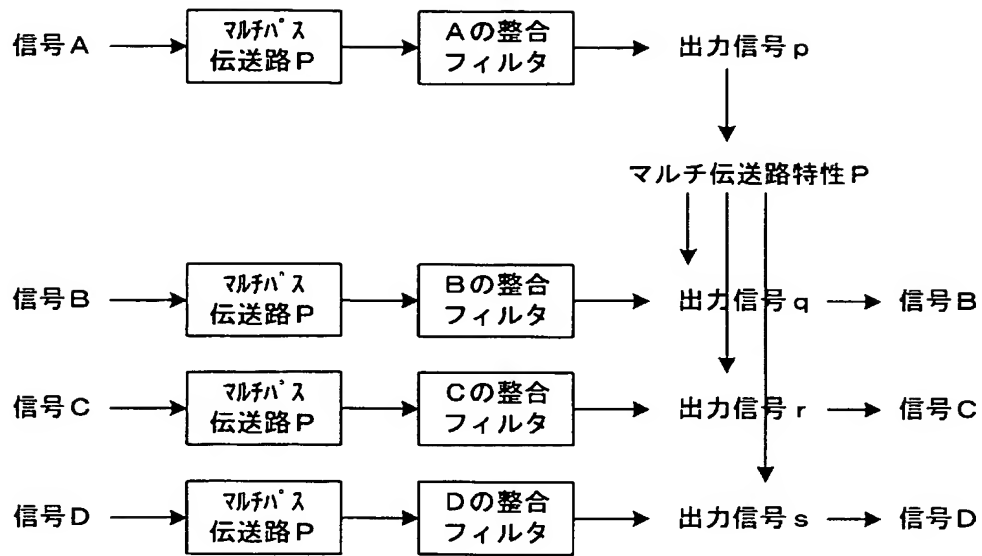 信号A
ﾏﾙﾁﾊﾟｽ
伝送路P
Aの整合
フィルタ
出力信号p
マルチ伝送路特性P
信号B
ﾏﾙﾁﾊﾟｽ
伝送路P
Bの整合
フィルタ
出力信号q
信号B
信号C
ﾏﾙﾁﾊﾟｽ
伝送路P
Cの整合
フィルタ
出力信号r
信号C
信号D
ﾏﾙﾁﾊﾟｽ
伝送路P
Dの整合
フィルタ
出力信号s
信号D